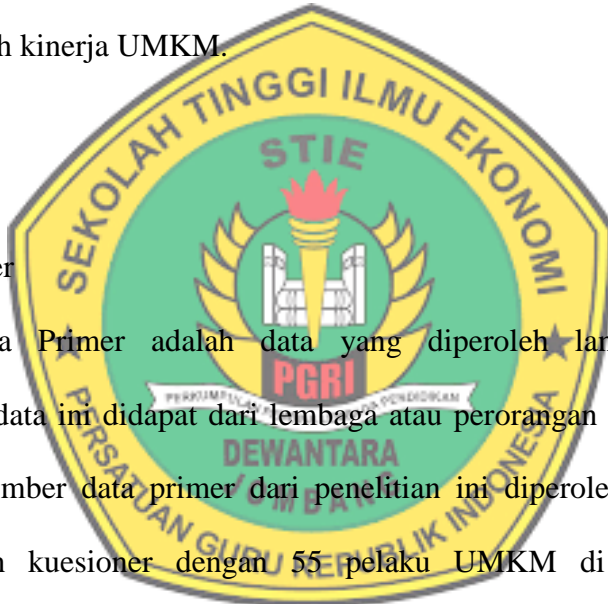 h kinerja UMKM.
SEKOLAH TINGGI ILMU EKONOMI
STIE
er
a Primer adalah data yang diperoleh lan
PGRI
data ini didapat dari lembaga atau perorangan
DEWANTARA
mber data primer dari penelitian ini diperole
JOMBANG
PERSATUAN GURU REPUBLIK INDONESIA
n kuesioner dengan 55 pelaku UMKM di